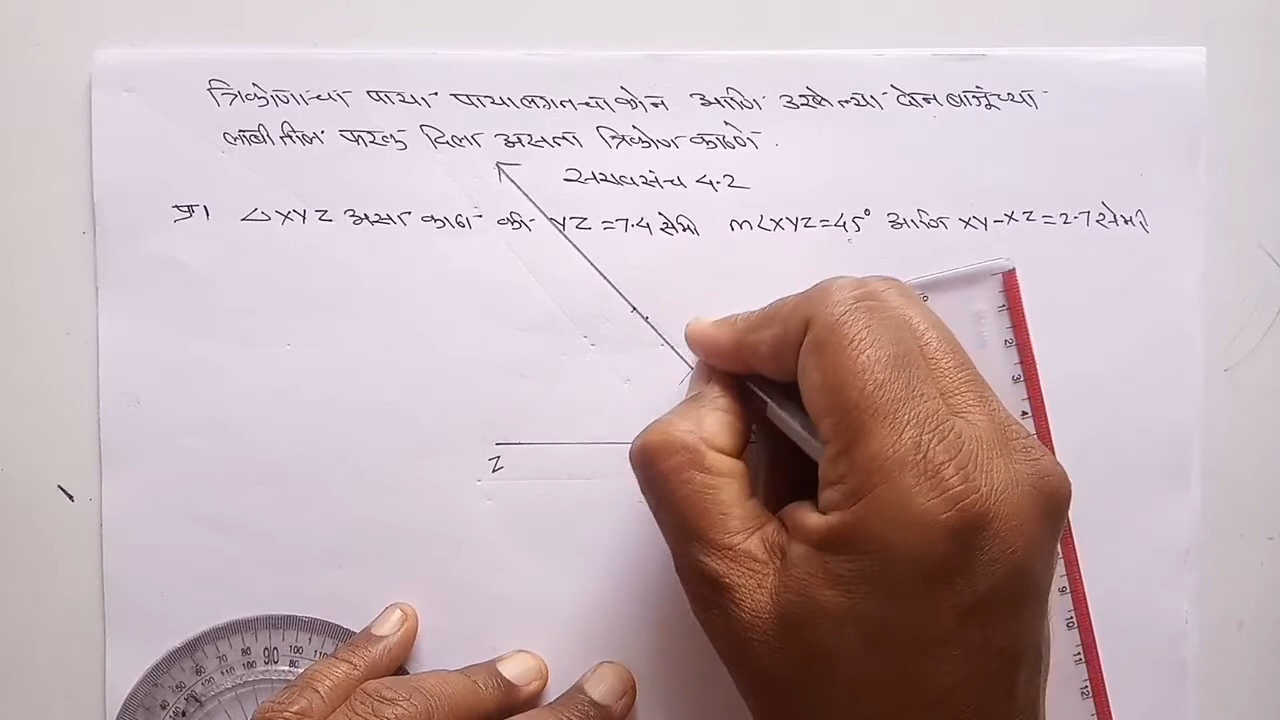 त्रिकोणाचा पाया पायालगतचा कोन आणि उरलेल्या दोन बाजूंच्या
लांबीतील फरक दिला असता त्रिकोण काढणे.
सरावसंच 4.2
प्र1 △XYZ असा काढा की YZ=7.4 सेमी m∠XYZ=45° आणि XY-XZ=2.7 सेमी
Z